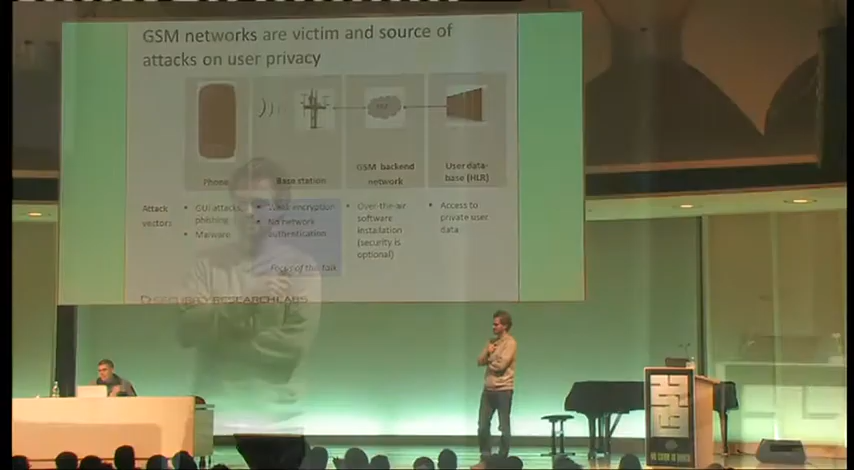 GSM networks are victim and source of
attacks on user privacy
Phone
Base station
GSM backend
network
User data-
base (HLR)
Attack
vectors
• GUI attacks,
phishing
• Malware
• Weak encryption
• No network
authentication
Focus of this talk
• Over-the-air
software
installation
(security is
optional)
• Access to
private user
data
SECURITY RESEARCH LABS